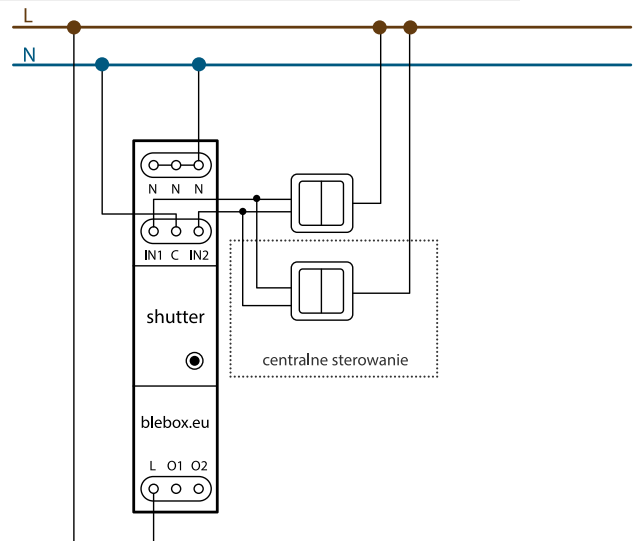 L
N
N N N
IN1 C IN2
shutter
centralne sterowanie
blebox.eu
L O1 O2